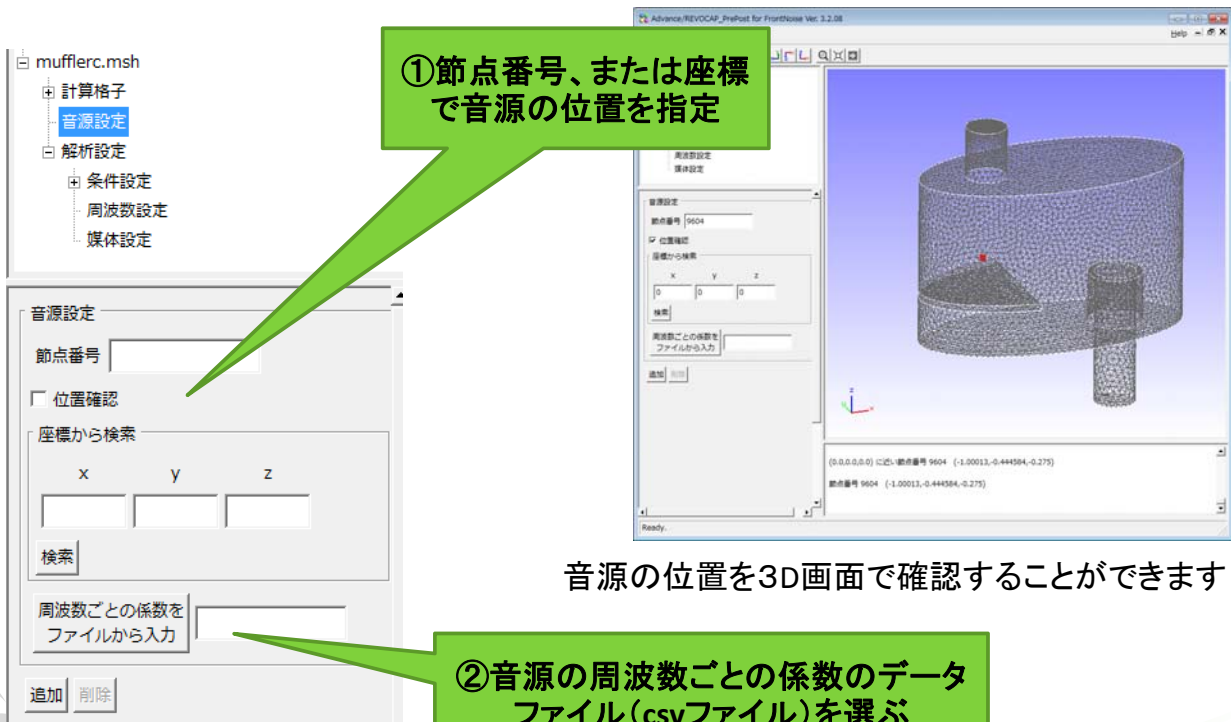 mufflerc.msh
計算格子
音源設定
解析設定
条件設定
周波数設定
媒体設定
音源設定
節点番号
位置確認
座標から検索
x y z
検索
周波数ごとの係数を
ファイルから入力
追加 削除
①節点番号、または座標
で音源の位置を指定
Advance/REVOCAP_PrePost for FrontNoise Ver. 3.2.08
Help
周波数設定
媒体設定
音源設定
節点番号 9604
位置確認
座標から検索
x y z
0 0 0
検索
周波数ごとの係数を
ファイルから入力
追加 削除
z
x
(0.0,0.0,0.0) に近い節点番号 9604 (-1.00013,-0.444584,-0.275)
節点番号 9604 (-1.00013,-0.444584,-0.275)
Ready.
音源の位置を3D画面で確認することができます
②音源の周波数ごとの係数のデータ
ファイル(csvファイル)を選ぶ